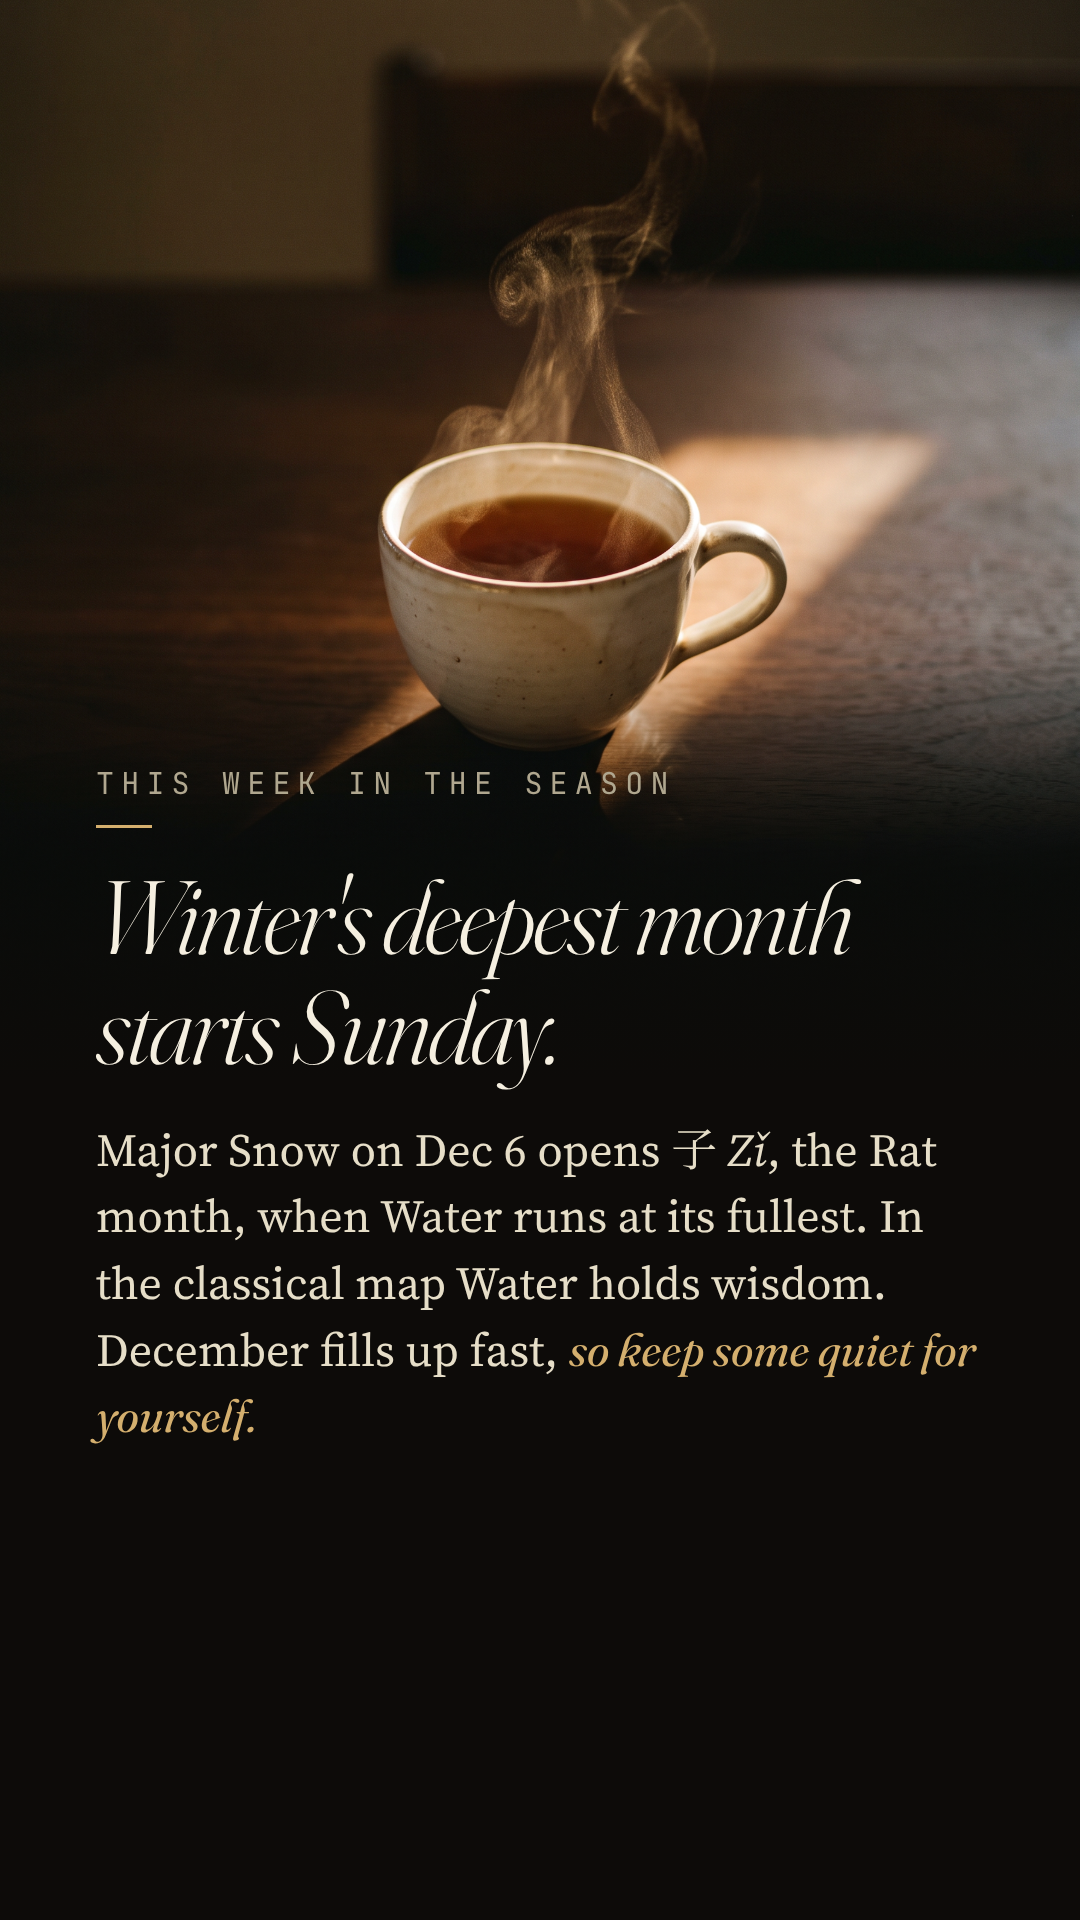 THIS WEEK IN THE SEASON
Winter's deepest month
starts Sunday.
Major Snow on Dec 6 opens 子 Zǐ, the Rat
month, when Water runs at its fullest. In
the classical map Water holds wisdom.
December fills up fast, so keep some quiet for
yourself.